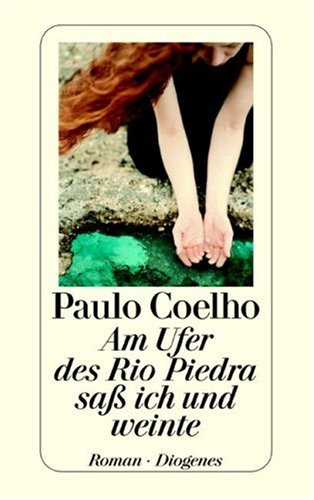 Paulo Coelho
Am Ufer
des Rio Piedra
saß ich und
weinte
Roman · Diogenes